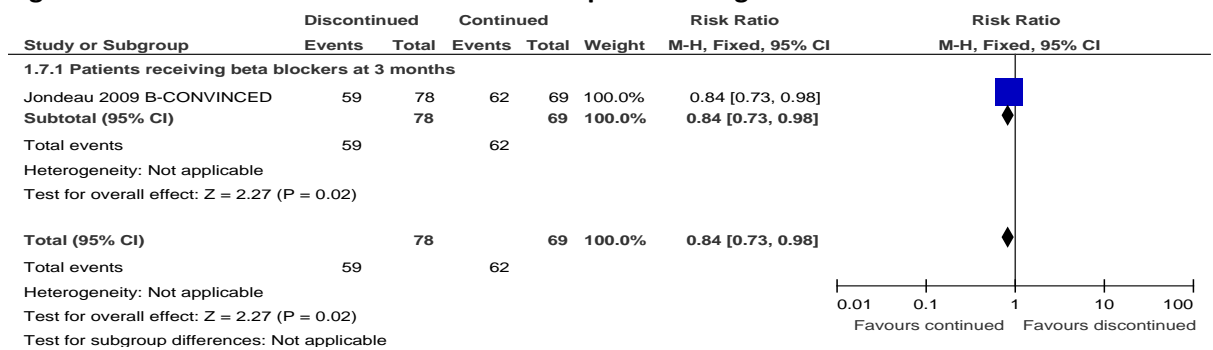 Discontinued Continued Risk Ratio Risk Ratio
Study or Subgroup Events Total Events Total Weight M-H, Fixed, 95% CI M-H, Fixed, 95% CI
1.7.1 Patients receiving beta blockers at 3 months
Jondeau 2009 B-CONVINCED 59 78 62 69 100.0% 0.84 [0.73, 0.98]
Subtotal (95% CI) 78 69 100.0% 0.84 [0.73, 0.98]
Total events 59 62
Heterogeneity: Not applicable
Test for overall effect: Z = 2.27 (P = 0.02)
Total (95% CI) 78 69 100.0% 0.84 [0.73, 0.98]
Total events 59 62
Heterogeneity: Not applicable
Test for overall effect: Z = 2.27 (P = 0.02)
Test for subgroup differences: Not applicable
0.01 0.1 1 10 100
Favours continued Favours discontinued